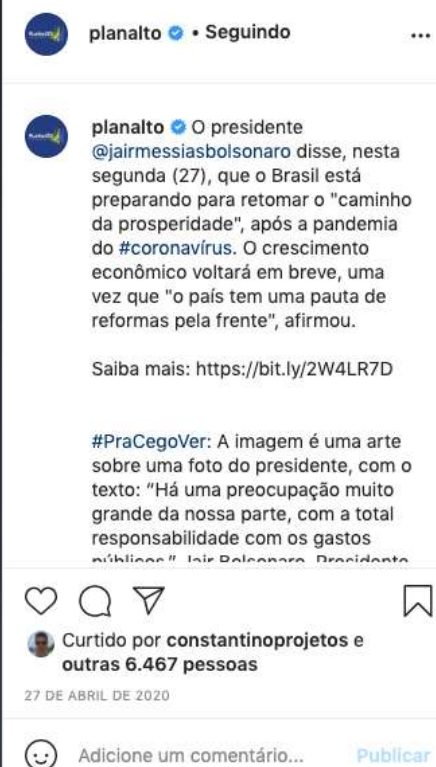 planalto • Seguindo
planalto O presidente
@jairmessiasbolsonaro disse, nesta
segunda (27), que o Brasil está
preparando para retomar o "caminho
da prosperidade", após a pandemia
do #coronavírus. O crescimento
econômico voltará em breve, uma
vez que "o país tem uma pauta de
reformas pela frente", afirmou.
Saiba mais: https://bit.ly/2W4LR7D
#PraCegoVer: A imagem é uma arte
sobre uma foto do presidente, com o
texto: “Há uma preocupação muito
grande da nossa parte, com a total
responsabilidade com os gastos
públicos.” Jair Bolsonaro, Presidente
Curtido por constantinoprojetos e
outras 6.467 pessoas
27 DE ABRIL DE 2020
Adicione um comentário... Publicar